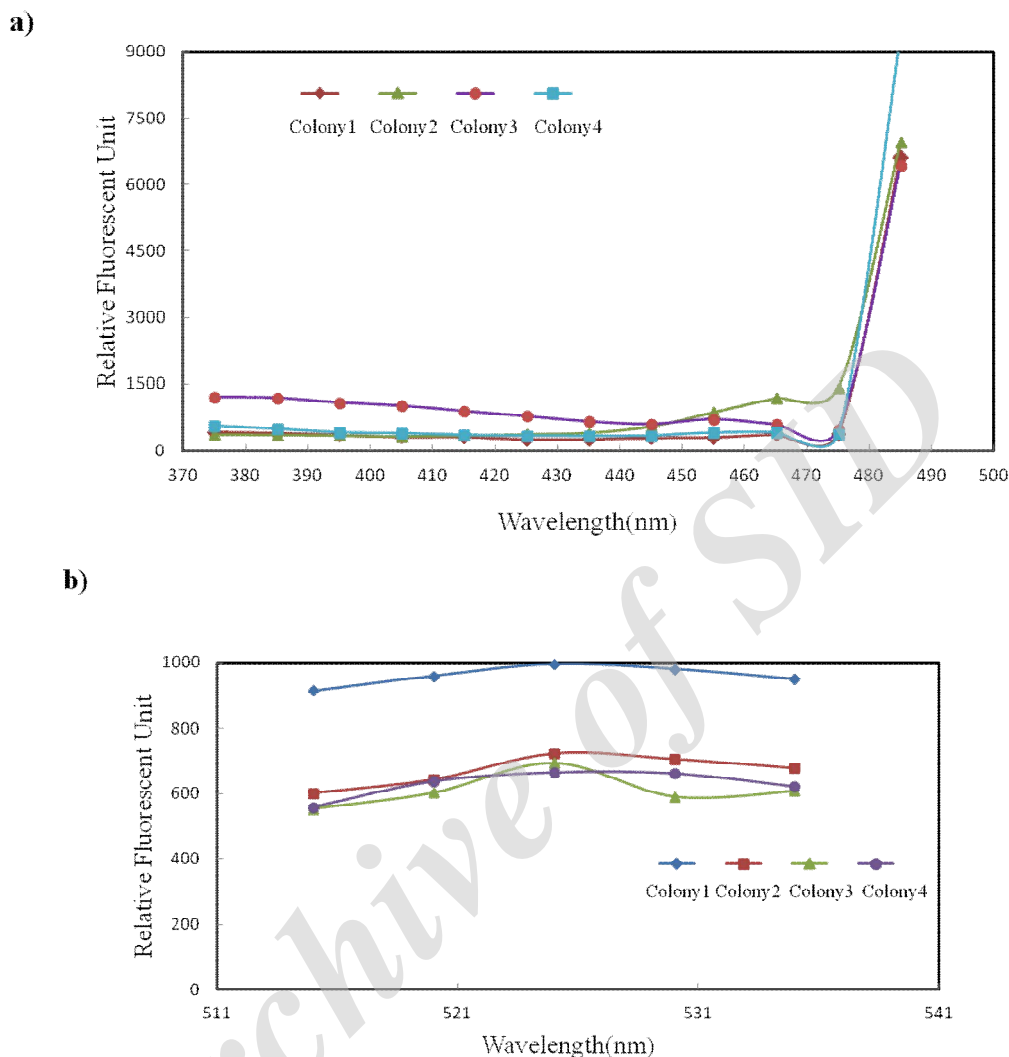 a)
9000
7500
6000
4500
3000
1500
0
Relative Fluorescent Unit
Colony1 Colony2 Colony3 Colony4
370 380 390 400 410 420 430 440 450 460 470 480 490 500
Wavelength(nm)
b)
1000
800
600
400
200
0
Relative Fluorescent Unit
Colony1 Colony2 Colony3 Colony4
511 521 531 541
Wavelength(nm)
rchive of SID